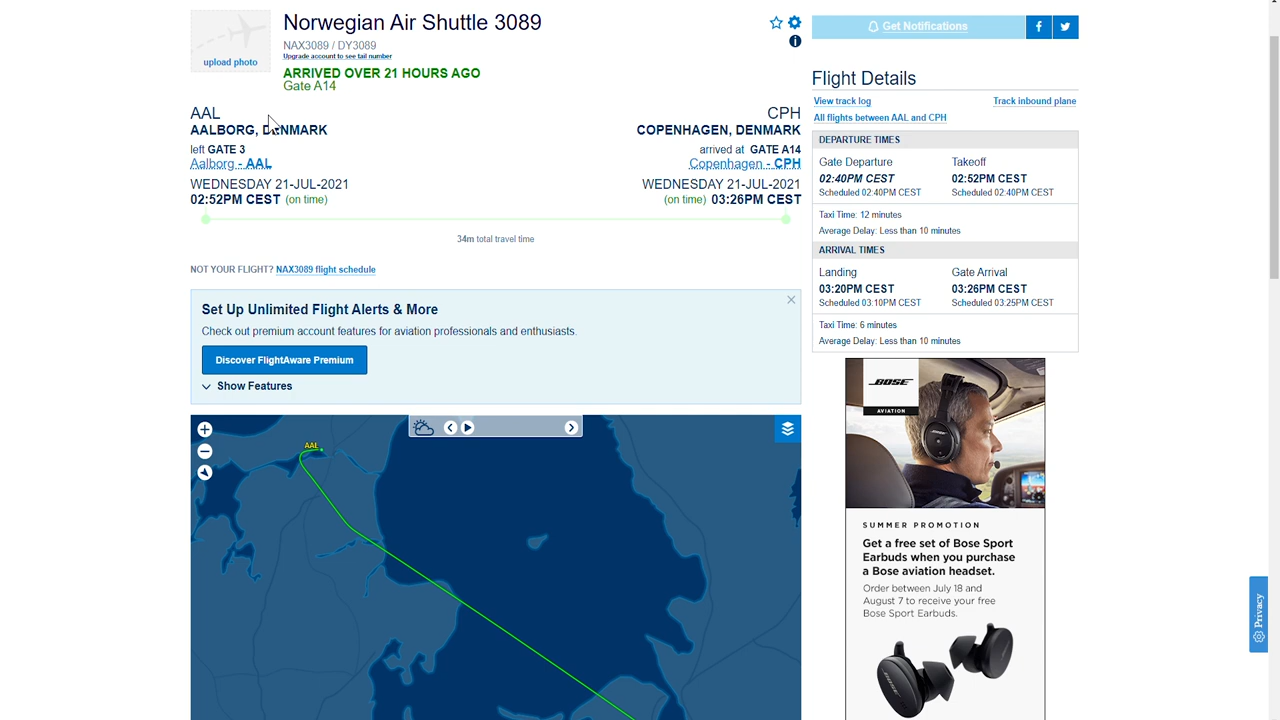 Norwegian Air Shuttle 3089
NAX3089 / DY3089
Upgrade account to see tail number
upload photo
ARRIVED OVER 21 HOURS AGO
Gate A14
AAL
AALBORG, DENMARK
left GATE 3
Aalborg - AAL
WEDNESDAY 21-JUL-2021
02:52PM CEST (on time)
CPH
COPENHAGEN, DENMARK
arrived at GATE A14
Copenhagen - CPH
WEDNESDAY 21-JUL-2021
(on time) 03:26PM CEST
34m total travel time
NOT YOUR FLIGHT? NAX3089 flight schedule
Set Up Unlimited Flight Alerts & More
Check out premium account features for aviation professionals and enthusiasts.
Discover FlightAware Premium
Show Features
AAL
Get Notifications
Flight Details
View track log Track inbound plane
All flights between AAL and CPH
DEPARTURE TIMES
Gate Departure Takeoff
02:40PM CEST 02:52PM CEST
Scheduled 02:40PM CEST Scheduled 02:40PM CEST
Taxi Time: 12 minutes
Average Delay: Less than 10 minutes
ARRIVAL TIMES
Landing Gate Arrival
03:20PM CEST 03:26PM CEST
Scheduled 03:10PM CEST Scheduled 03:25PM CEST
Taxi Time: 6 minutes
Average Delay: Less than 10 minutes
BOSE
AVIATION
SUMMER PROMOTION
Get a free set of Bose Sport
Earbuds when you purchase
a Bose aviation headset.
Order between July 18 and
August 7 to receive your free
Bose Sport Earbuds.
BOSE
Privacy